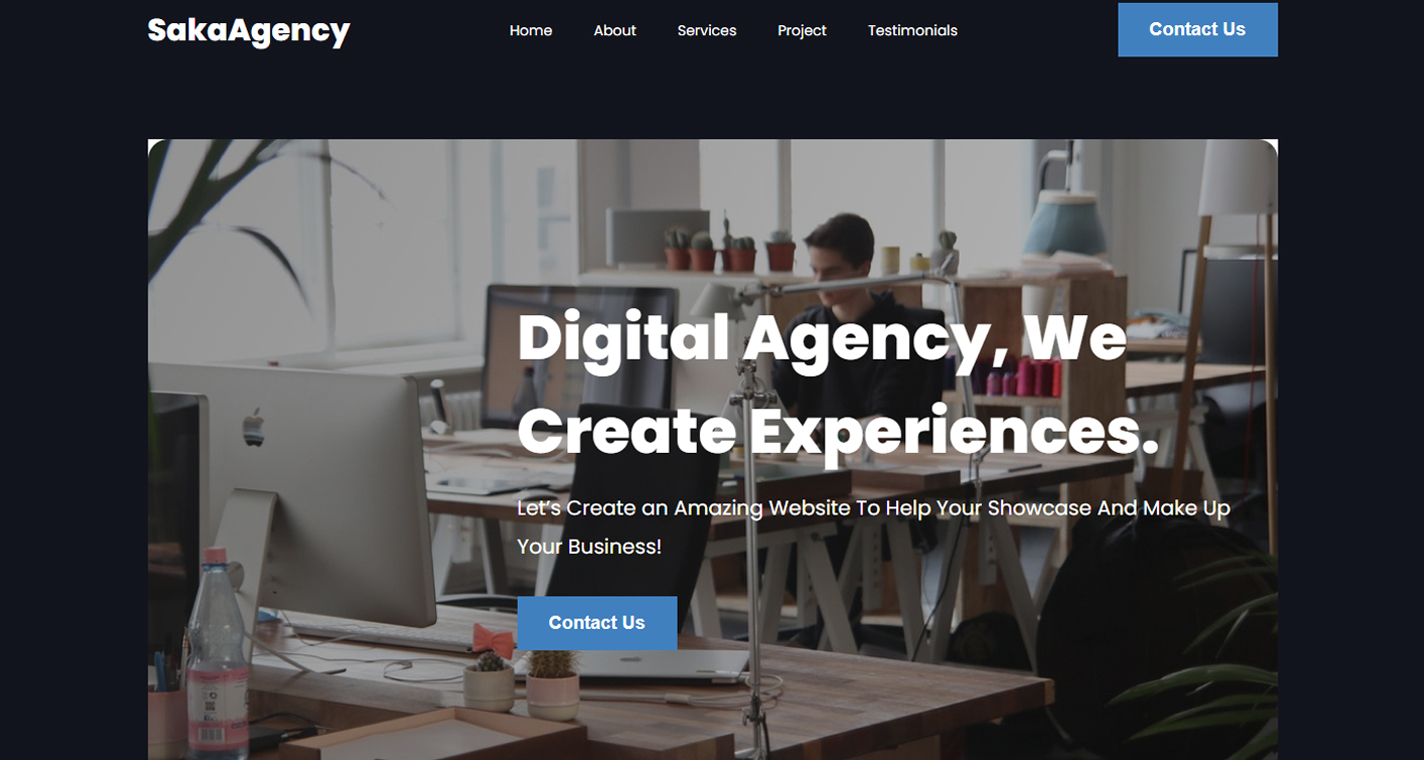 SakaAgency
Home About Services Project Testimonials
Contact Us
Digital Agency, We
Create Experiences.
Let's Create an Amazing Website To Help Your Showcase And Make Up
Your Business!
Contact Us